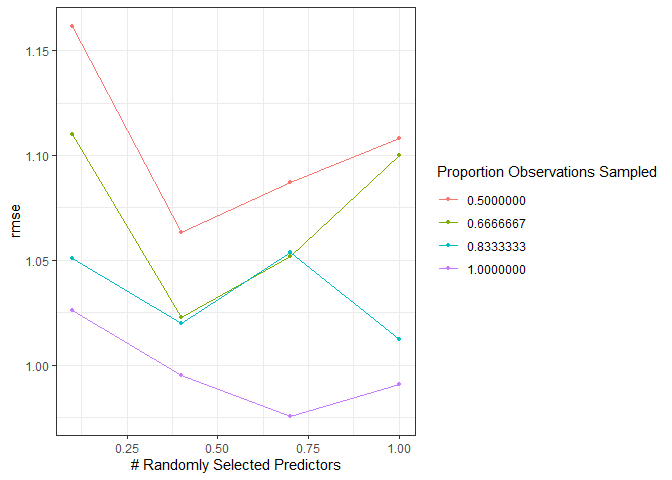 1.15
1.10
1.05
1.00
rmse
0.25 0.50 0.75 1.00
# Randomly Selected Predictors
Proportion Observations Sampled
0.5000000
0.6666667
0.8333333
1.0000000